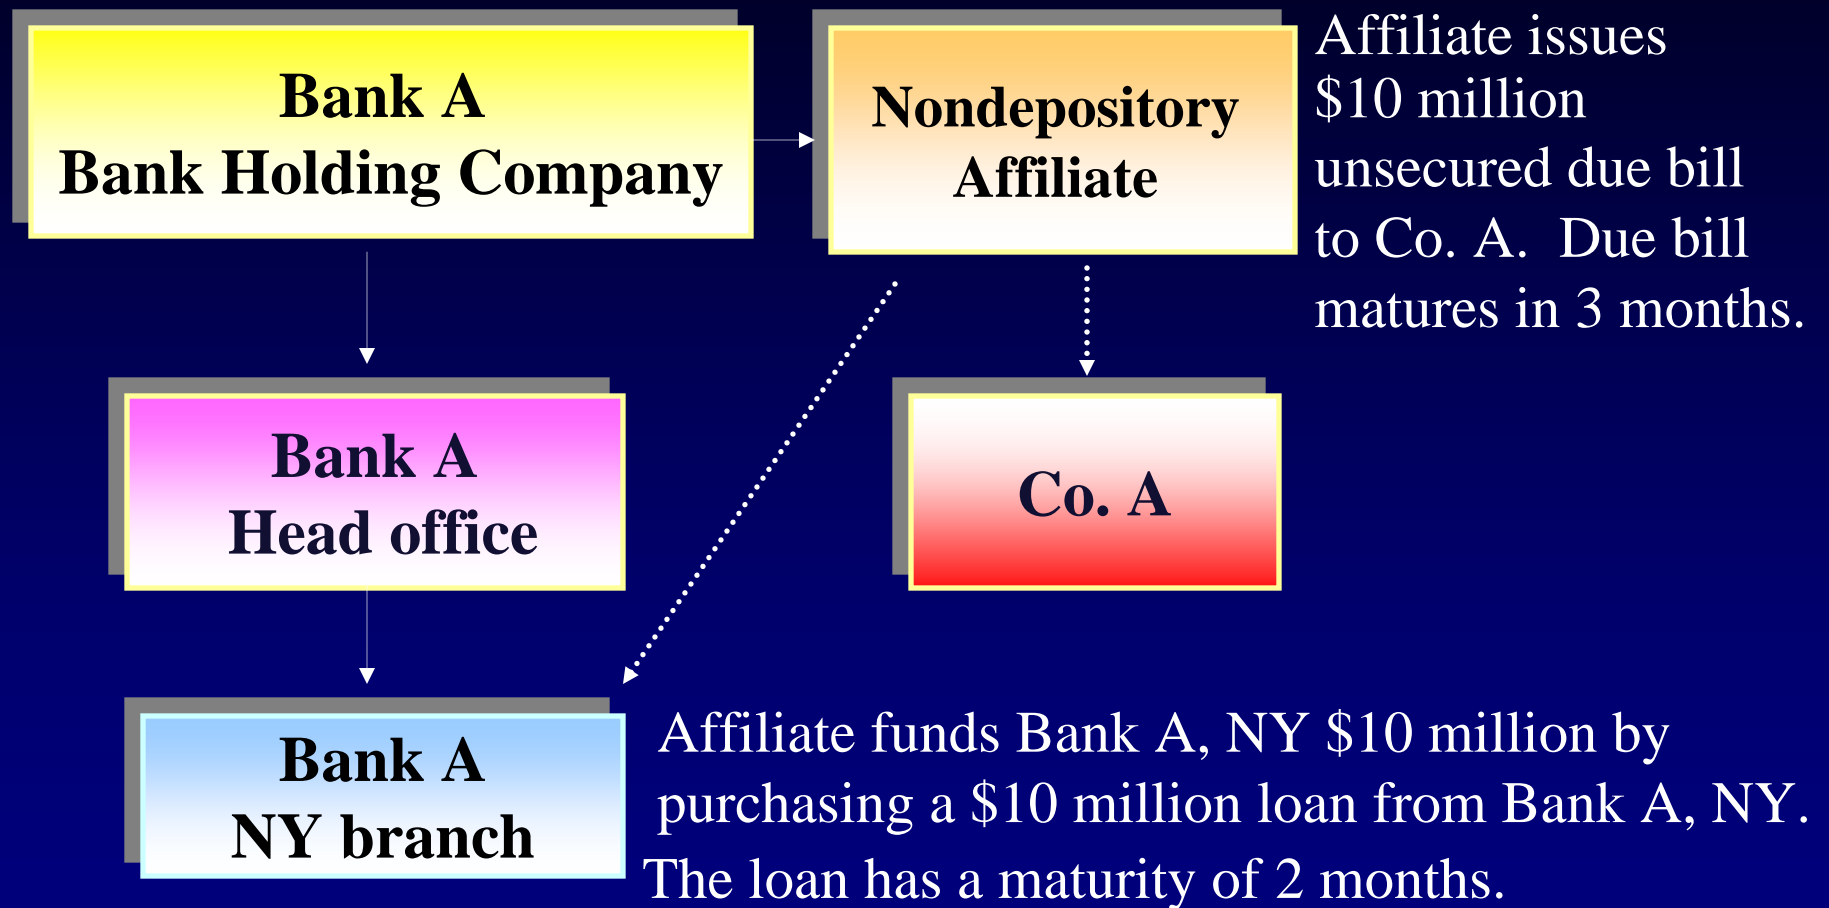 Bank A
Bank Holding Company
Nondepository
Affiliate
Affiliate issues
$10 million
unsecured due bill
to Co. A.  Due bill
matures in 3 months.
Bank A
Head office
Co. A
Bank A
NY branch
Affiliate funds Bank A, NY $10 million by
purchasing a $10 million loan from Bank A, NY.
The loan has a maturity of 2 months.